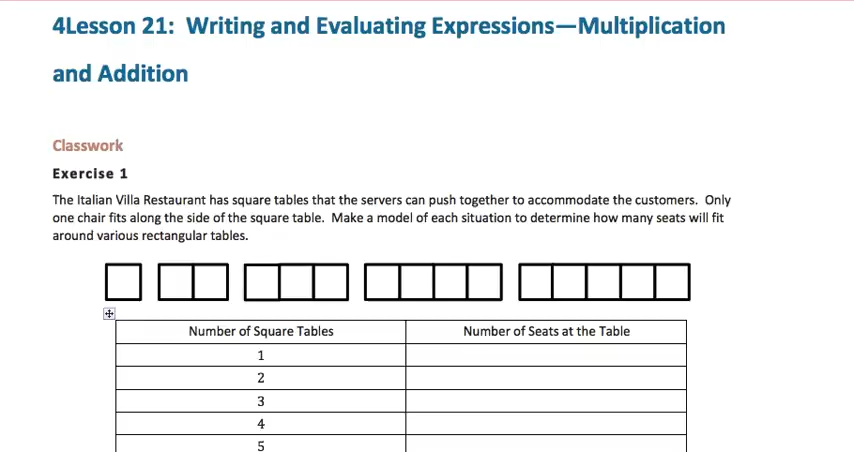 4Lesson 21:  Writing and Evaluating Expressions—Multiplication
and Addition
Classwork
Exercise 1
The Italian Villa Restaurant has square tables that the servers can push together to accommodate the customers.  Only
one chair fits along the side of the square table.  Make a model of each situation to determine how many seats will fit
around various rectangular tables.
Number of Square Tables Number of Seats at the Table
1
2
3
4
5